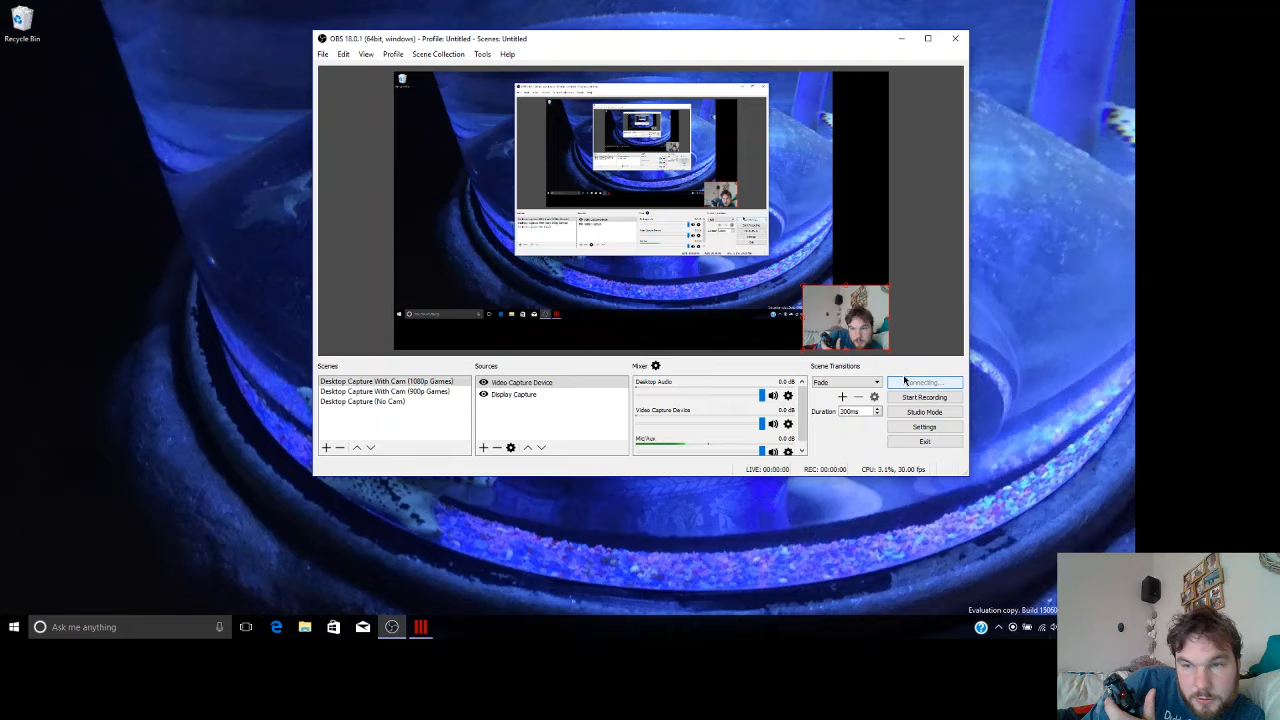 Recycle Bin
OBS 18.0.1 (64bit, windows) - Profile: Untitled - Scenes: Untitled
File Edit View Profile Scene Collection Tools Help
Scenes
Desktop Capture With Cam (1080p Games)
Desktop Capture With Cam (900p Games)
Desktop Capture (No Cam)
Sources
Video Capture Device
Display Capture
Mixer
Desktop Audio 0.0 dB
Video Capture Device 0.0 dB
Mic/Aux 0.0 dB
Scene Transitions
Fade
Duration 300ms
Connecting...
Start Recording
Studio Mode
Settings
Exit
LIVE: 00:00:00 REC: 00:00:00 CPU: 3.1%, 30.00 fps
Evaluation copy. Build 15060
Ask me anything